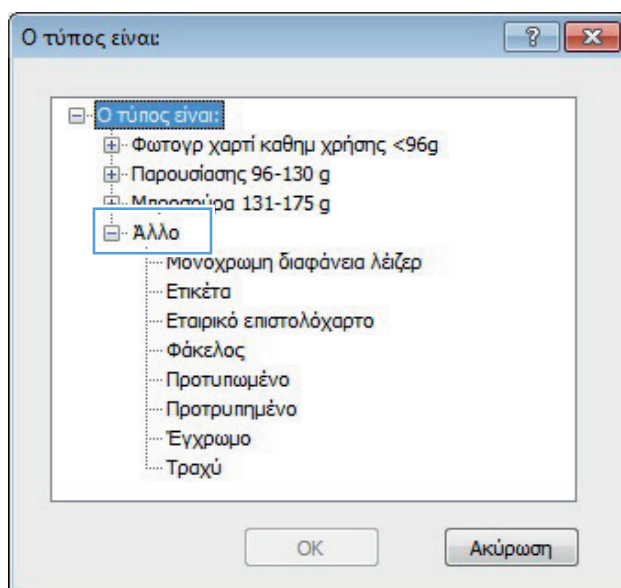 Ο τύπος είναι:
Ο τύπος είναι:
Φωτογρ χαρτί καθημ χρήσης <96g
Παρουσίασης 96-130 g
Μπροσούρα 131-175 g
Άλλο
Μονόχρωμη διαφάνεια λέιζερ
Ετικέτα
Εταιρικό επιστολόχαρτο
Φάκελος
Προτυπωμένο
Προτρυπημένο
Έγχρωμο
Τραχύ
OK
Ακύρωση